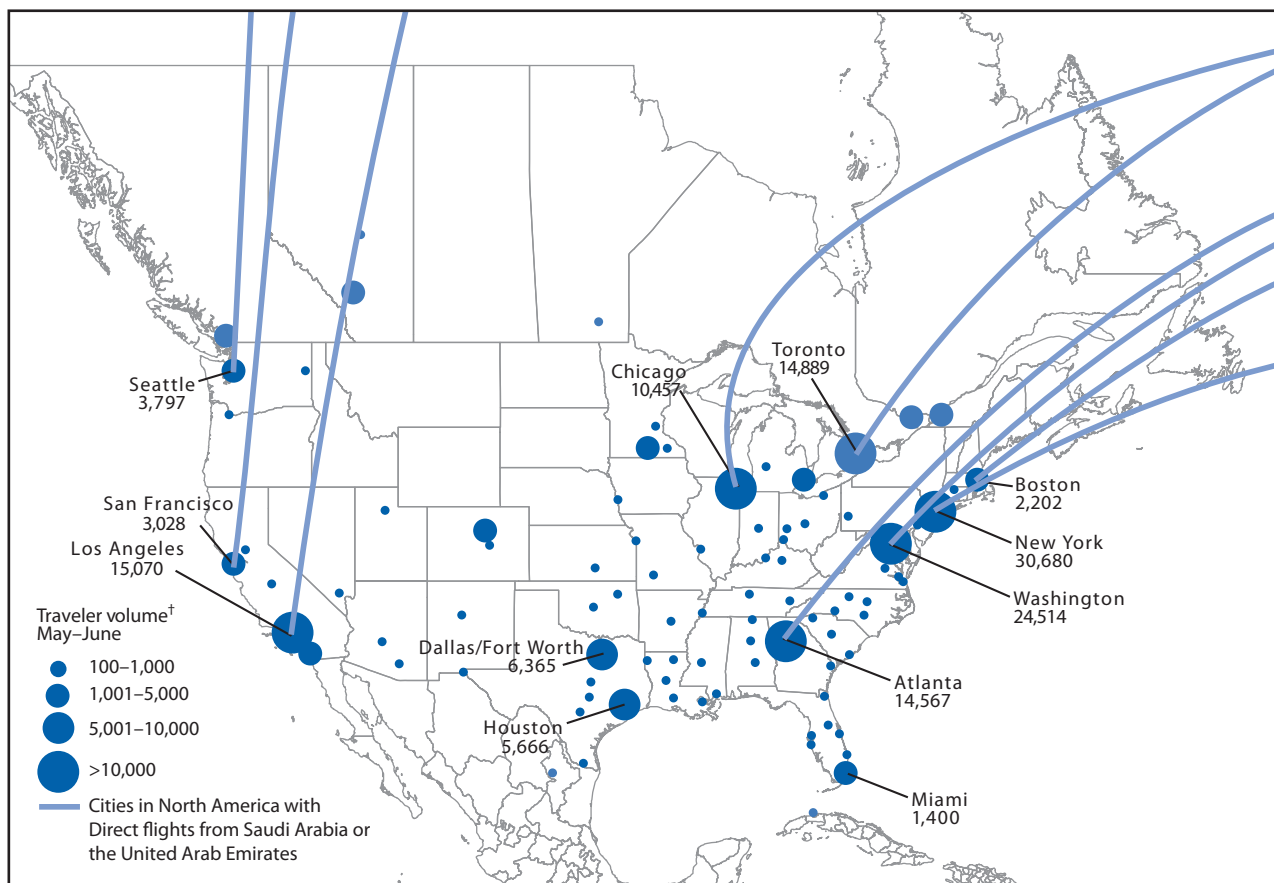 Toronto
14,889
Chicago
10,457
Seattle
3,797
Boston
2,202
San Francisco
3,028
New York
30,680
Los Angeles
15,070
Washington
24,514
Traveler volume†
May–June
100–1,000
1,001–5,000
5,001–10,000
>10,000
Cities in North America with
Direct flights from Saudi Arabia or
the United Arab Emirates
Dallas/Fort Worth
6,365
Atlanta
14,567
Houston
5,666
Miami
1,400